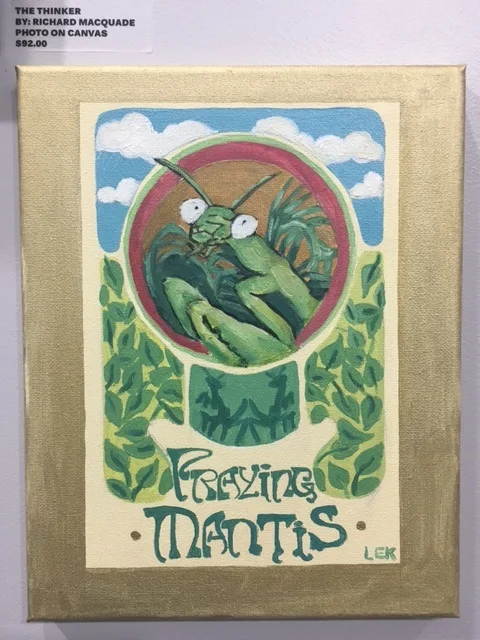 THE THINKER
BY: RICHARD MACQUADE
PHOTO ON CANVAS
$92.00
PRAYING
MANTIS
LEK